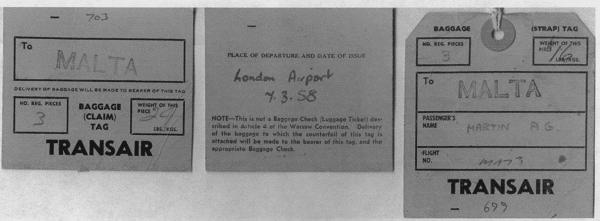 703
To
MALTA
DELIVERY OF BAGGAGE WILL BE MADE TO BEARER OF THIS TAG
NO. REG. PIECES
3
BAGGAGE
(CLAIM)
TAG
WEIGHT OF THIS
PIECE 24
LBS./KGS.
TRANSAIR
PLACE OF DEPARTURE AND DATE OF ISSUE
London Airport
7.3.58
NOTE—This is not a Baggage Check (Luggage Ticket) des-
cribed in Article 4 of the Warsaw Convention. Delivery
of the baggage to which the counterfoil of this tag is
attached will be made to the bearer of this tag, and the
appropriate Baggage Check.
BAGGAGE (STRAP) TAG
NO. REG. PIECES
3
WEIGHT OF THIS
PIECE 16
LBS./KGS.
To
MALTA
PASSENGER'S
NAME
MARTIN A.G.
FLIGHT
NO.
TRANSAIR
699